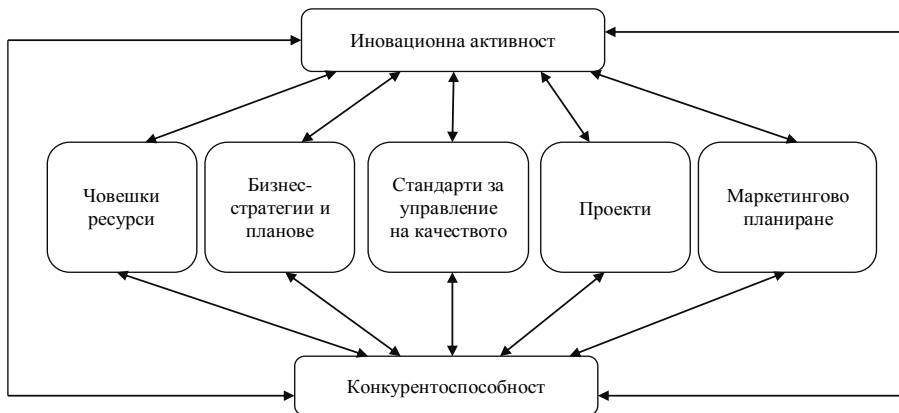 Иновационна активност
Човешки
ресурси
Бизнес-
стратегии и
планове
Стандарти за
управление
на качеството
Проекти
Маркетингово
планиране
Конкурентоспособност